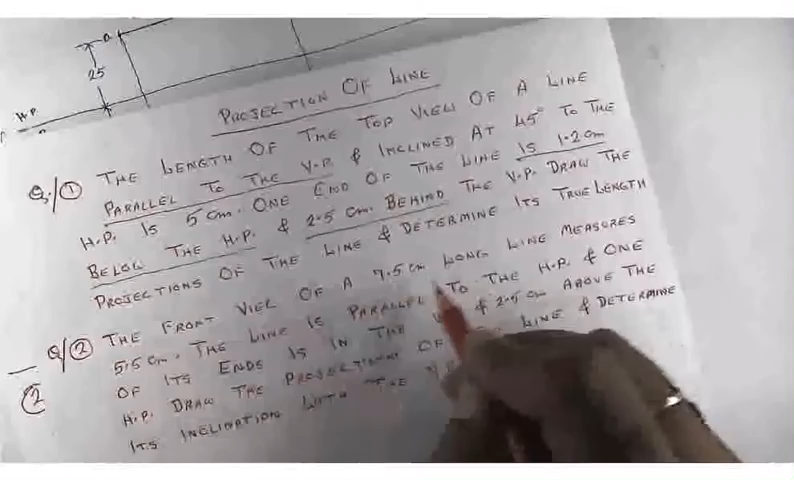 a
25
H.P.
PROJECTION OF LINE
Q/① THE LENGTH OF THE TOP VIEW OF A LINE
PARALLEL TO THE V.P. & INCLINED AT 45° TO THE
H.P. IS 5 cm. ONE END OF THE LINE IS 1.2 cm
BELOW THE H.P. & 2.5 cm. BEHIND THE V.P. DRAW THE
PROJECTIONS OF THE LINE & DETERMINE ITS TRUE LENGTH
Q/② THE FRONT VIEW OF A 7.5 cm LONG LINE MEASURES
5.5 cm. THE LINE IS PARALLEL TO THE H.P. & ONE
OF ITS ENDS IS IN THE & 2.5 cm ABOVE THE
H.P. DRAW THE PROJECTIONS OF LINE & DETERMINE
ITS INCLINATION WITH THE
2